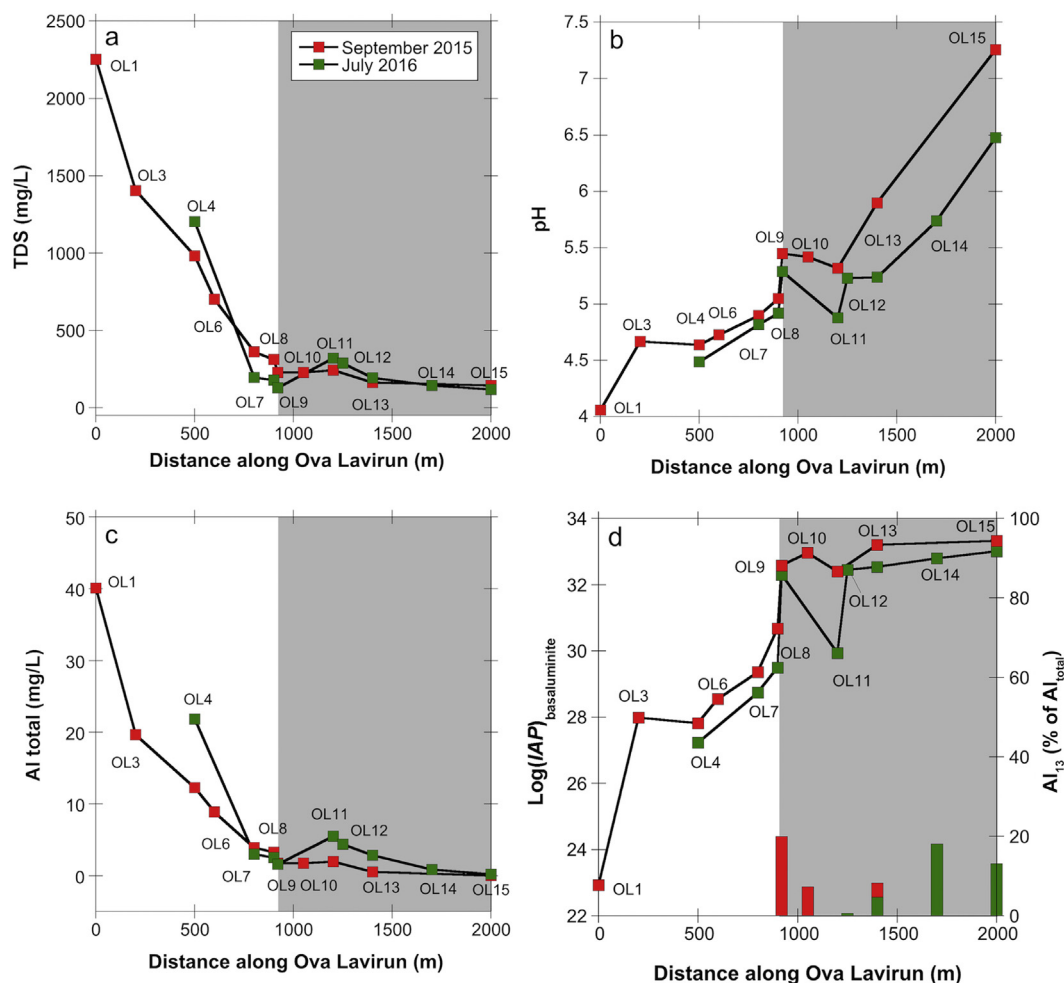 a
September 2015
July 2016
2500
2000
1500
1000
500
0
TDS (mg/L)
OL1
OL3
OL4
OL6
OL8
OL7
OL9
OL10
OL11
OL12
OL13
OL14
OL15
0
500
1000
1500
2000
Distance along Ova Lavirun (m)
b
7.5
7
6.5
6
5.5
5
4.5
4
pH
OL15
OL9
OL10
OL13
OL14
OL4
OL6
OL3
OL12
OL8
OL7
OL11
OL1
0
500
1000
1500
2000
Distance along Ova Lavirun (m)
c
50
40
30
20
10
0
Al total (mg/L)
OL1
OL4
OL3
OL6
OL8
OL7
OL11
OL12
OL9
OL10
OL13
OL14
OL15
0
500
1000
1500
2000
Distance along Ova Lavirun (m)
d
34
32
30
28
26
24
22
Log(IAP)basaluminite
OL10
OL13
OL15
OL9
OL14
OL12
OL8
OL6
OL11
OL7
OL3
OL4
OL1
100
80
60
40
20
0
Al13 (% of Altotal)
0
500
1000
1500
2000
Distance along Ova Lavirun (m)